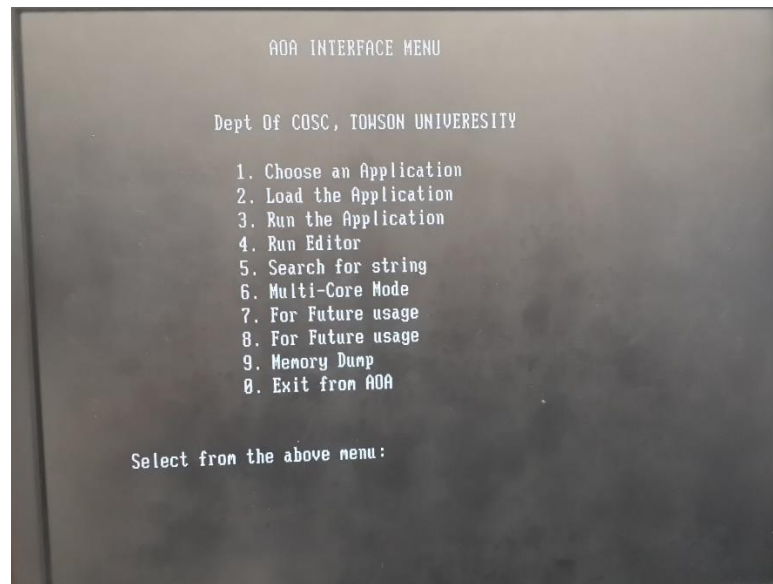 AOA INTERFACE MENU
Dept Of COSC, TOWSON UNIVERESITY
1. Choose an Application
2. Load the Application
3. Run the Application
4. Run Editor
5. Search for string
6. Multi-Core Mode
7. For Future usage
8. For Future usage
9. Memory Dump
0. Exit from AOA
Select from the above menu: